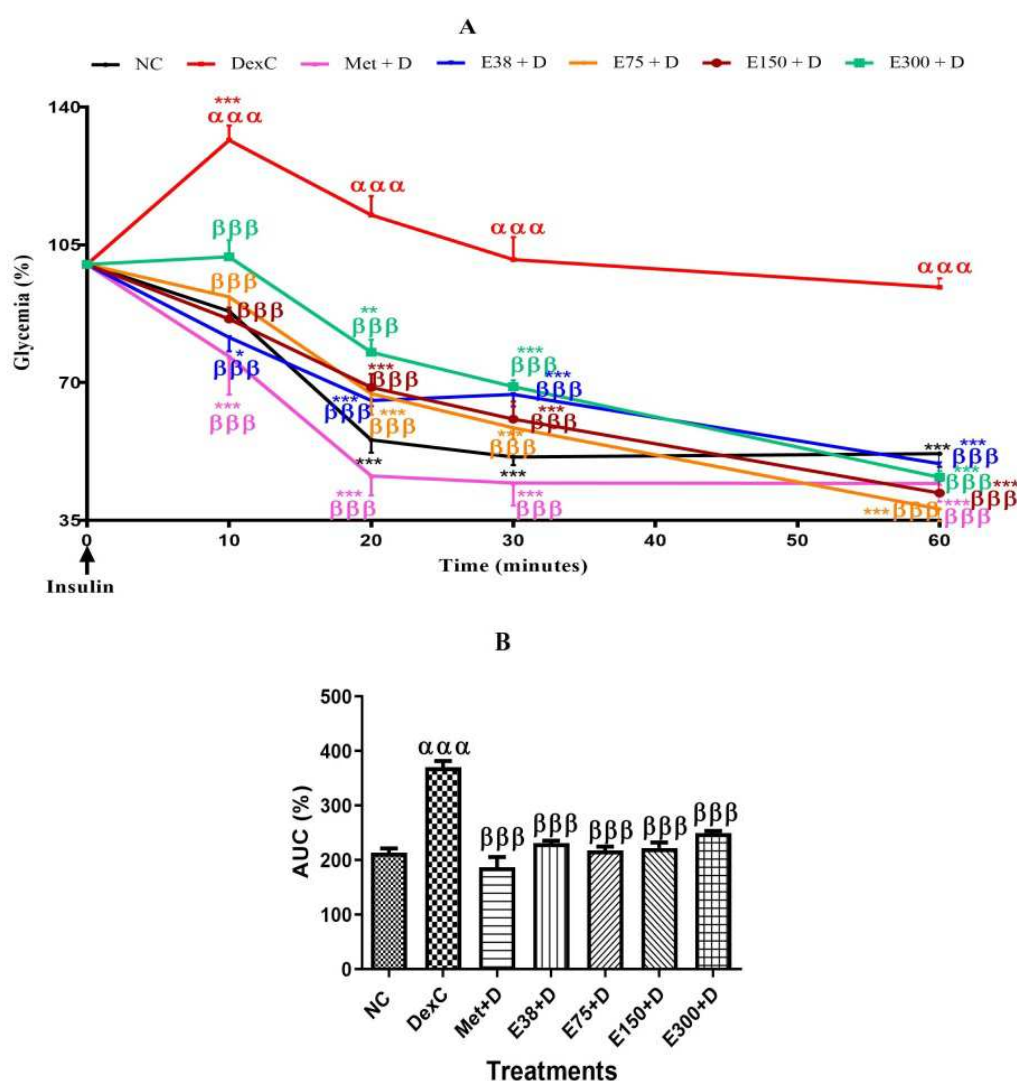 A
NC DexC Met + D E38 + D E75 + D E150 + D E300 + D
140
***
ααα
ααα
ααα
ααα
105
βββ
βββ
βββ
**
βββ
*
βββ
***
βββ
***
βββ
***
βββ
***
βββ
***
βββ
***
βββ
***
βββ
***
βββ
70
***
βββ
***
***
βββ
***
***
βββ
***
***
βββ
***
βββ
***
βββ
*** βββ
***
βββ
35
0 10 20 30 40 50 60
Glycemia (%)
Time (minutes)
Insulin
B
500
400
300
200
100
0
AUC (%)
ααα
βββ
βββ
βββ
βββ
βββ
NC DexC Met+D E38+D E75+D E150+D E300+D
Treatments